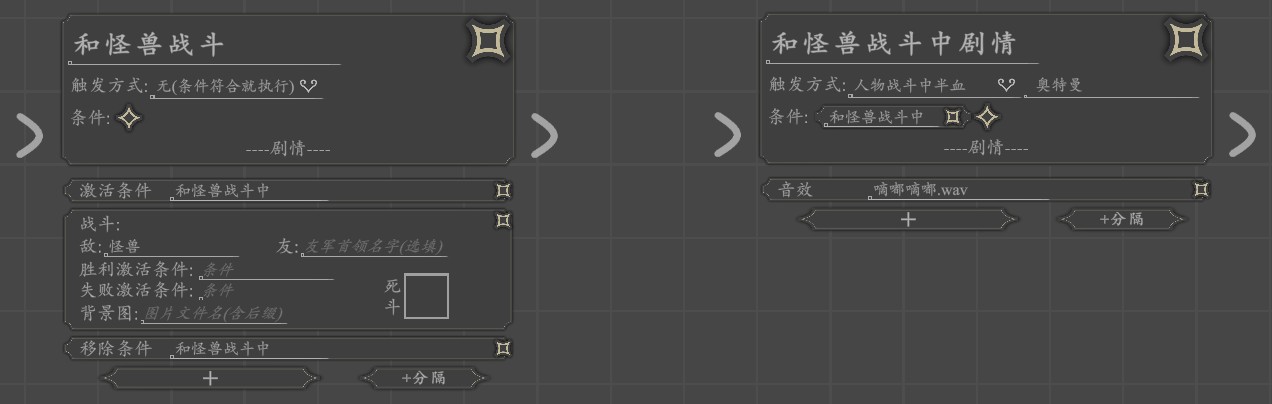 和怪兽战斗
触发方式: 无(条件符合就执行)
条件:
----剧情----
激活条件 和怪兽战斗中
战斗:
敌: 怪兽 友: 友军首领名字(选填)
胜利激活条件: 条件
失败激活条件: 条件
死斗
背景图: 图片文件名(含后缀)
移除条件 和怪兽战斗中
+ +分隔
和怪兽战斗中剧情
触发方式: 人物战斗中半血 奥特曼
条件: 和怪兽战斗中
----剧情----
音效 嘀嘟嘀嘟.wav
+ +分隔